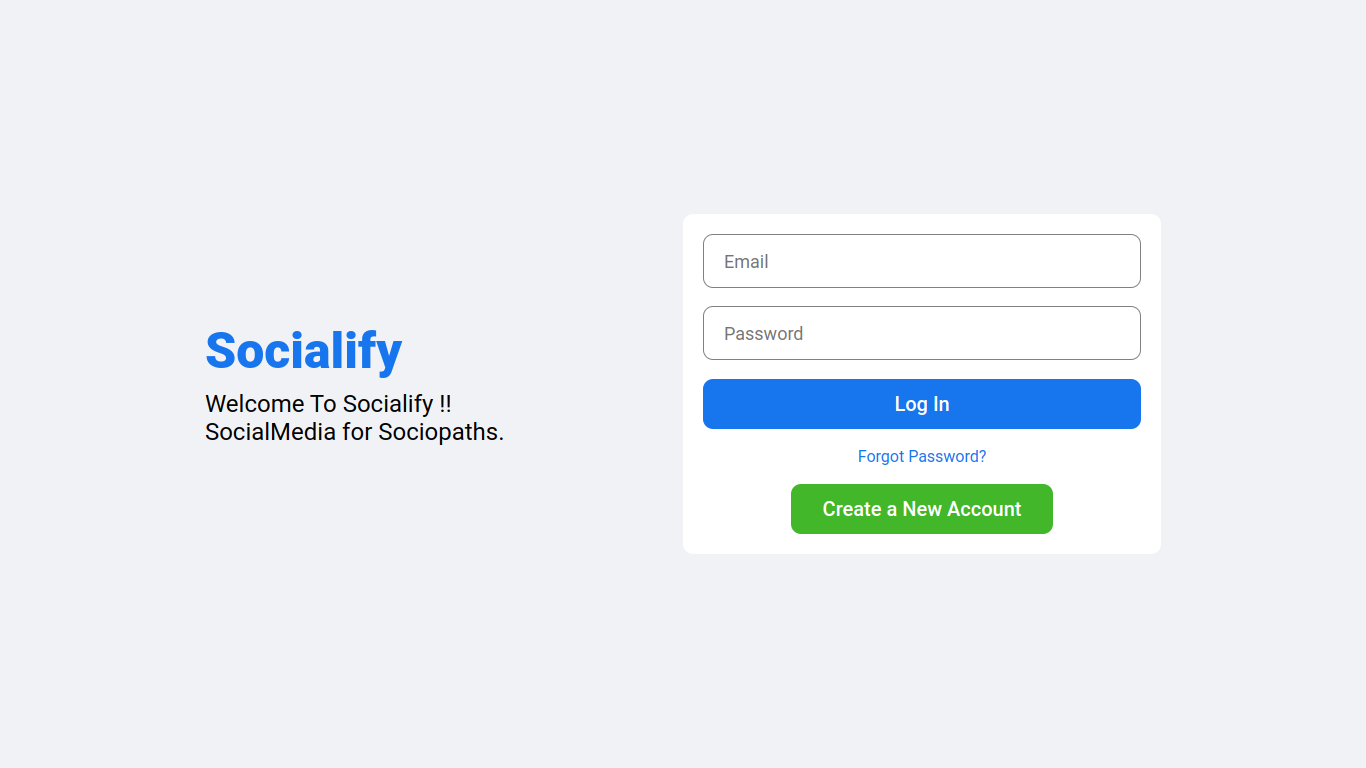 Socialify
Welcome To Socialify !!
SocialMedia for Sociopaths.
Email
Password
Log In
Forgot Password?
Create a New Account